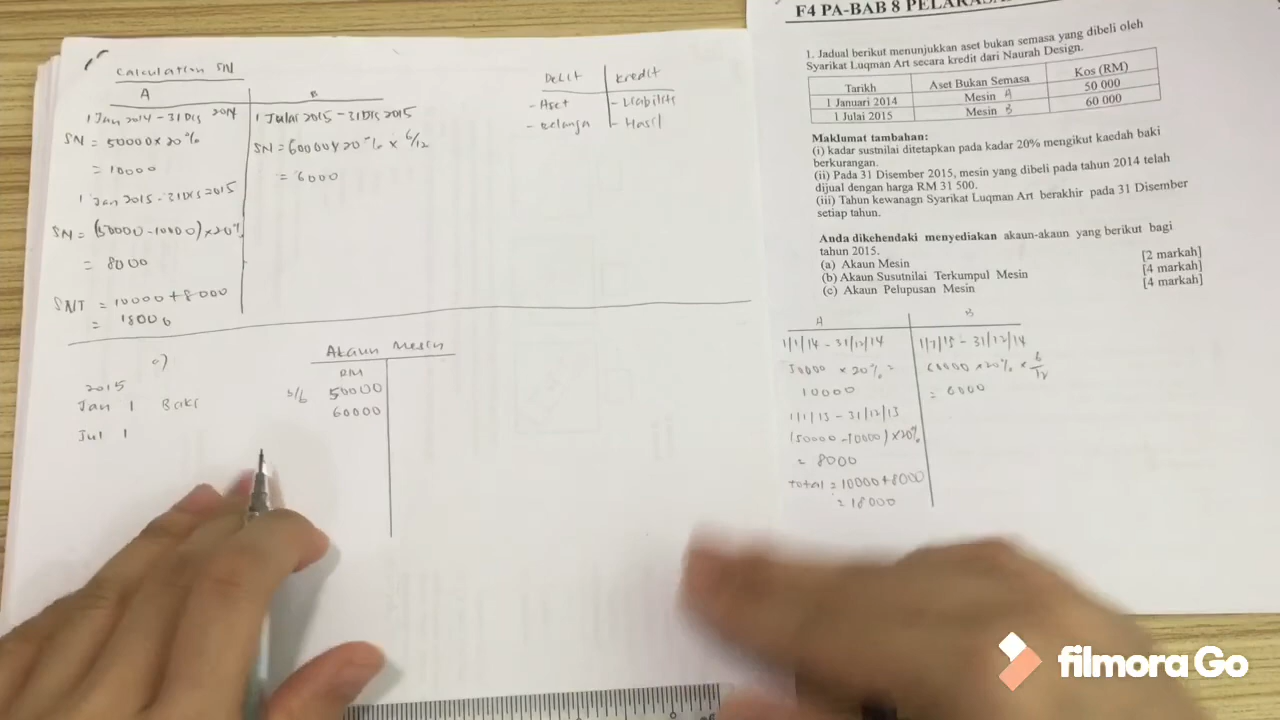 Calculation SN
A
B
1 Jan 2014 - 31 Dis 2014
SN = 50000 x 20%
= 10000
1 Jan 2015 - 31 Dis 2015
SN = (50000 - 10000) x 20%
= 8000
SNT = 10000 + 8000
= 18000
1 Julai 2015 - 31 Dis 2015
SN = 60000 x 20% x 6/12
= 6000
Debit Kredit
- Aset - Liabiliti
- Belanja - Hasil
a)
Akaun Mesin
RM
2015
Jan 1 Baki b/b 50000
Jul 1 60000
F4 PA-BAB 8
1. Jadual berikut menunjukkan aset bukan semasa yang dibeli oleh
Syarikat Luqman Art secara kredit dari Naurah Design.
Tarikh Aset Bukan Semasa Kos (RM)
1 Januari 2014 Mesin A 50 000
1 Julai 2015 Mesin B 60 000
Maklumat tambahan:
(i) kadar sustnilai ditetapkan pada kadar 20% mengikut kaedah baki
berkurangan.
(ii) Pada 31 Disember 2015, mesin yang dibeli pada tahun 2014 telah
dijual dengan harga RM 31 500.
(iii) Tahun kewanagn Syarikat Luqman Art berakhir pada 31 Disember
setiap tahun.
Anda dikehendaki menyediakan akaun-akaun yang berikut bagi
tahun 2015.
(a) Akaun Mesin [2 markah]
(b) Akaun Susutnilai Terkumpul Mesin [4 markah]
(c) Akaun Pelupusan Mesin [4 markah]
A
B
1/1/14 - 31/12/14
50000 x 20% =
10000
1/1/15 - 31/12/15
(50000 - 10000) x 20%
= 8000
total = 10000 + 8000
= 18000
1/7/15 - 31/12/14
60000 x 20% x 6/12
= 6000
filmora Go